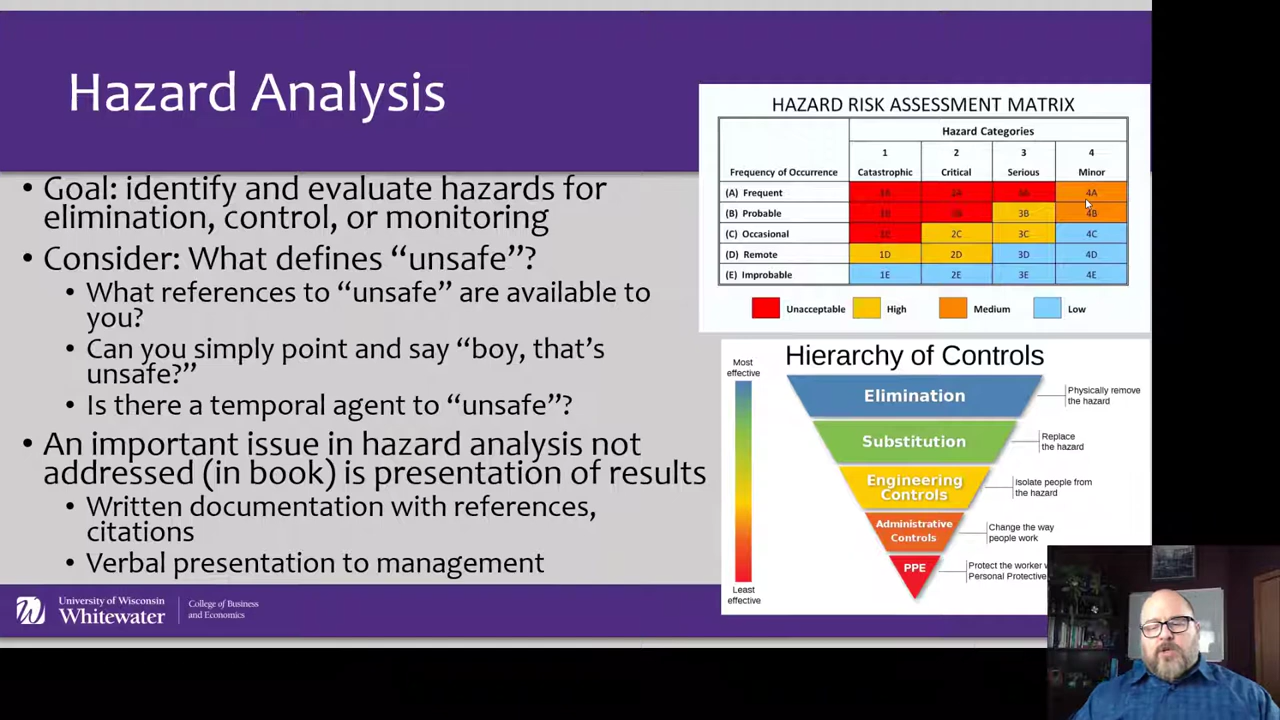 Hazard Analysis
• Goal: identify and evaluate hazards for
elimination, control, or monitoring
• Consider: What defines “unsafe”?
• What references to “unsafe” are available to
you?
• Can you simply point and say “boy, that’s
unsafe?”
• Is there a temporal agent to “unsafe”?
• An important issue in hazard analysis not
addressed (in book) is presentation of results
• Written documentation with references,
citations
• Verbal presentation to management
University of Wisconsin
Whitewater
College of Business
and Economics
HAZARD RISK ASSESSMENT MATRIX
Hazard Categories
1 2 3 4
Frequency of Occurrence Catastrophic Critical Serious Minor
(A) Frequent 4A
(B) Probable 3B 4B
(C) Occasional 2C 3C 4C
(D) Remote 1D 2D 3D 4D
(E) Improbable 1E 2E 3E 4E
Unacceptable High Medium Low
Hierarchy of Controls
Most
effective
Least
effective
Elimination
Physically remove
the hazard
Substitution
Replace
the hazard
Engineering
Controls
Isolate people from
the hazard
Administrative
Controls
Change the way
people work
PPE
Protect the worker
Personal Protective